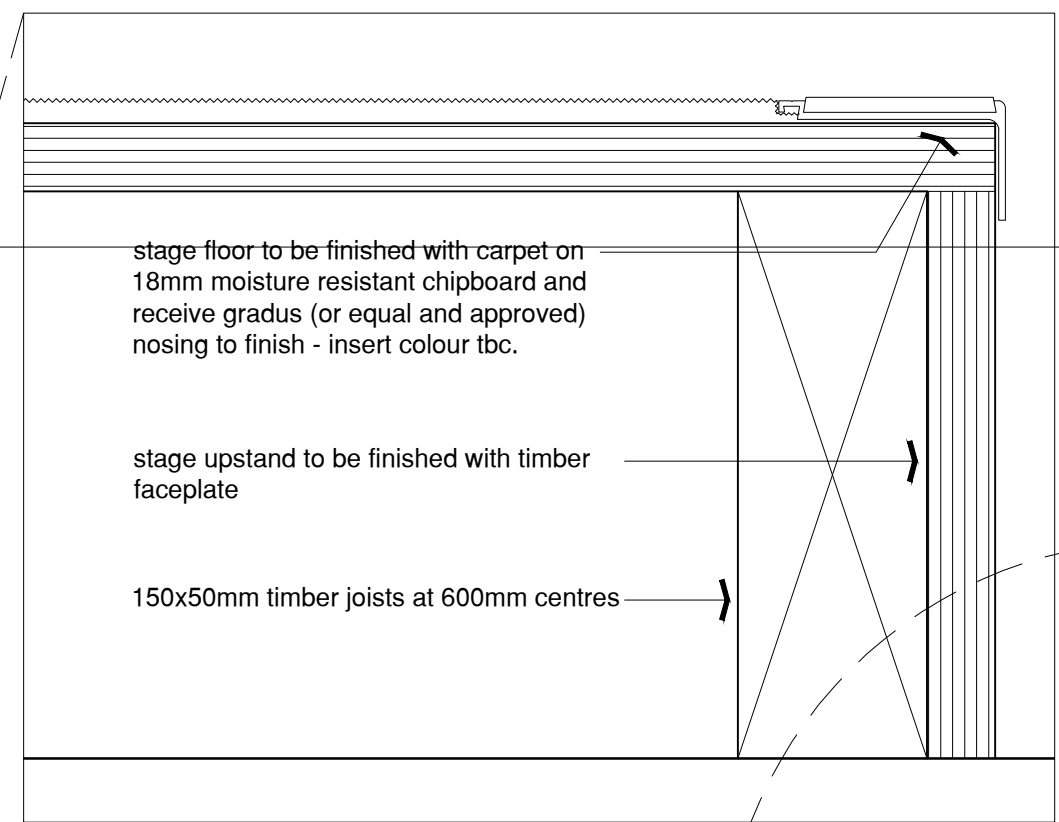 stage floor to be finished with carpet on
18mm moisture resistant chipboard and
receive gradus (or equal and approved)
nosing to finish - insert colour tbc.
stage upstand to be finished with timber
faceplate
150x50mm timber joists at 600mm centres